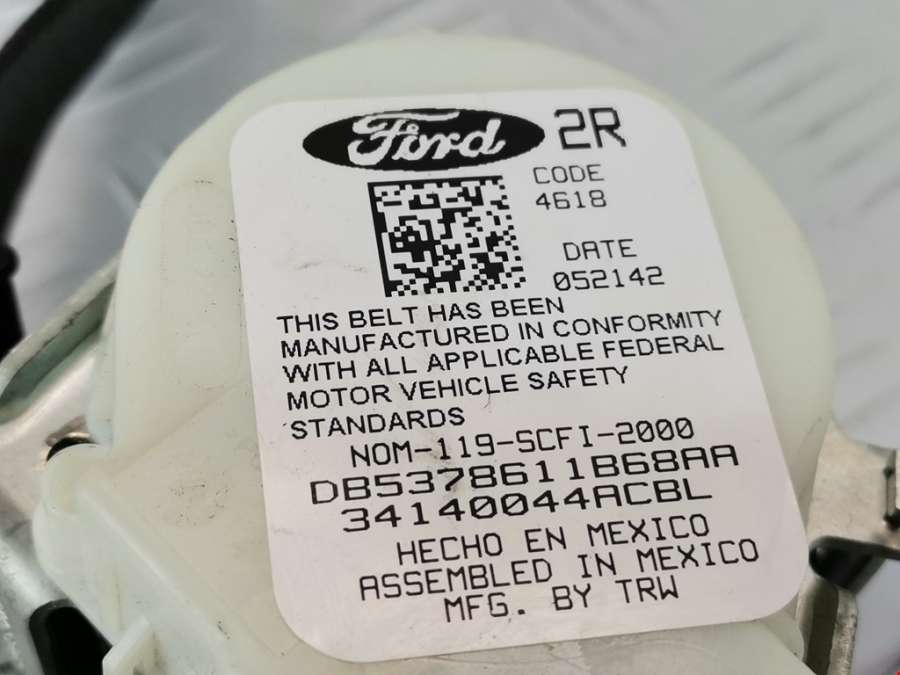 Ford 2R
CODE
4618
DATE
052142
THIS BELT HAS BEEN
MANUFACTURED IN CONFORMITY
WITH ALL APPLICABLE FEDERAL
MOTOR VEHICLE SAFETY
STANDARDS
NOM-119-SCFI-2000
DB5378611B68AA
34140044ACBL
HECHO EN MEXICO
ASSEMBLED IN MEXICO
MFG. BY TRW